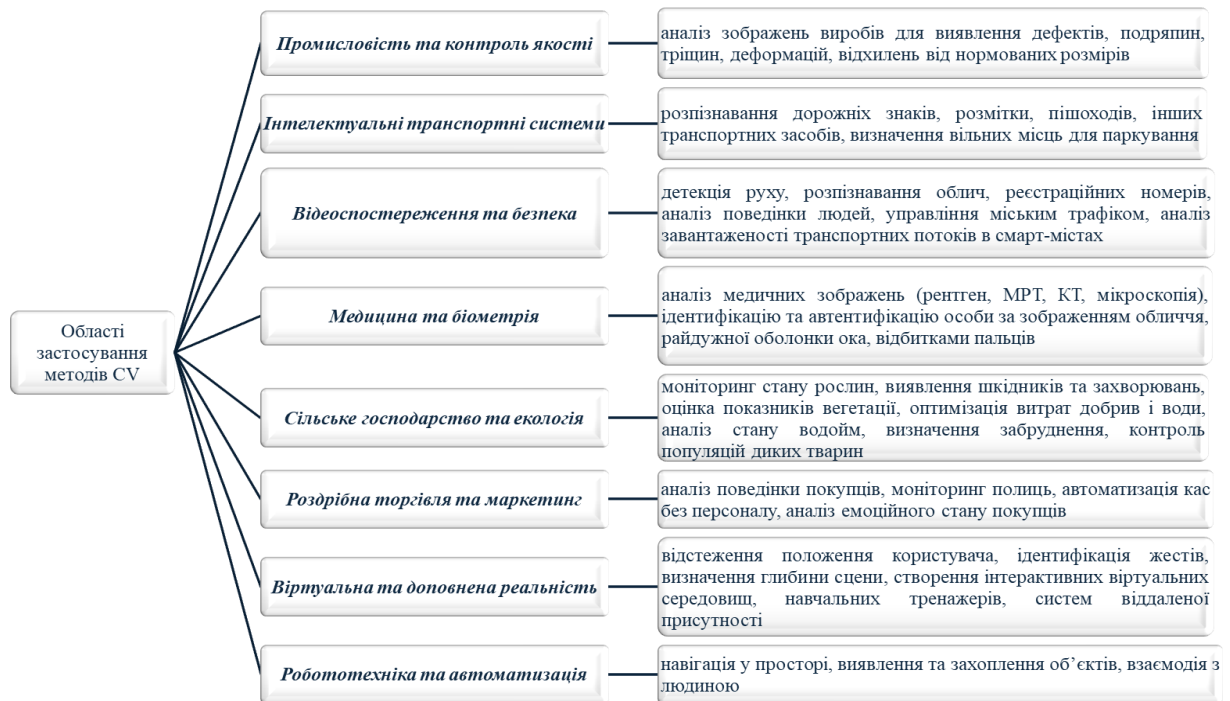 Області
застосування
методів CV
Промисловість та контроль якості
аналіз зображень виробів для виявлення дефектів, подряпин,
тріщин, деформацій, відхилень від нормованих розмірів
Інтелектуальні транспортні системи
розпізнавання дорожніх знаків, розмітки, пішоходів, інших
транспортних засобів, визначення вільних місць для паркування
Відеоспостереження та безпека
детекція руху, розпізнавання облич, реєстраційних номерів,
аналіз поведінки людей, управління міським трафіком, аналіз
завантаженості транспортних потоків в смарт-містах
Медицина та біометрія
аналіз медичних зображень (рентген, МРТ, КТ, мікроскопія),
ідентифікацію та автентифікацію особи за зображенням обличчя,
райдужної оболонки ока, відбитками пальців
Сільське господарство та екологія
моніторинг стану рослин, виявлення шкідників та захворювань,
оцінка показників вегетації, оптимізація витрат добрив і води,
аналіз стану водойм, визначення забруднення, контроль
популяцій диких тварин
Роздрібна торгівля та маркетинг
аналіз поведінки покупців, моніторинг полиць, автоматизація кас
без персоналу, аналіз емоційного стану покупців
Віртуальна та доповнена реальність
відстеження положення користувача, ідентифікація жестів,
визначення глибини сцени, створення інтерактивних віртуальних
середовищ, навчальних тренажерів, систем віддаленої
присутності
Робототехніка та автоматизація
навігація у просторі, виявлення та захоплення об’єктів, взаємодія з
людиною